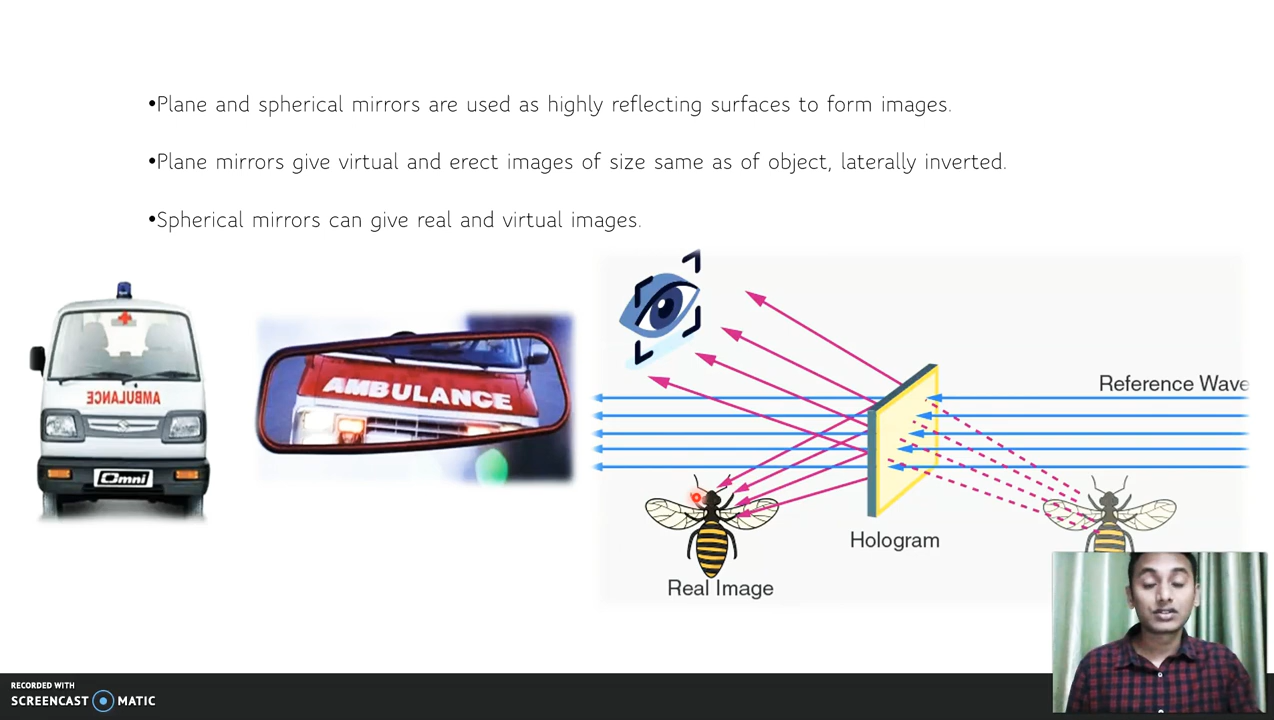 •Plane and spherical mirrors are used as highly reflecting surfaces to form images.
•Plane mirrors give virtual and erect images of size same as of object, laterally inverted.
•Spherical mirrors can give real and virtual images.
AMBULANCE
Omni
AMBULANCE
Reference Wave
Hologram
Real Image
RECORDED WITH
SCREENCAST MATIC